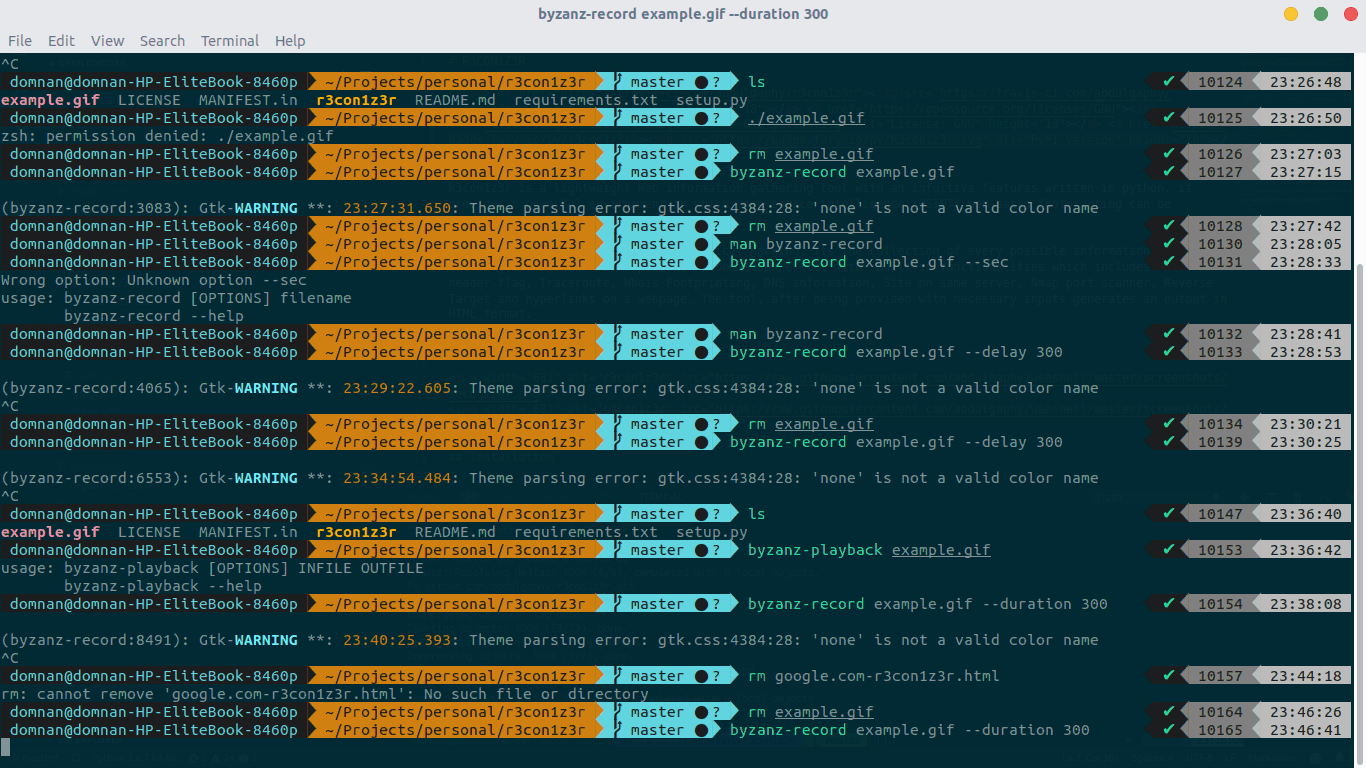 byzanz-record example.gif --duration 300
File Edit View Search Terminal Help
^C
domnan@domnan-HP-EliteBook-8460p ~/Projects/personal/r3con1z3r master ●? ls ✔ 10124 23:26:48
example.gif LICENSE MANIFEST.in r3con1z3r README.md requirements.txt setup.py
domnan@domnan-HP-EliteBook-8460p ~/Projects/personal/r3con1z3r master ●? ./example.gif ✔ 10125 23:26:50
zsh: permission denied: ./example.gif
domnan@domnan-HP-EliteBook-8460p ~/Projects/personal/r3con1z3r master ●? rm example.gif ✔ 10126 23:27:03
domnan@domnan-HP-EliteBook-8460p ~/Projects/personal/r3con1z3r master ● byzanz-record example.gif ✔ 10127 23:27:15
(byzanz-record:3083): Gtk-WARNING **: 23:27:31.650: Theme parsing error: gtk.css:4384:28: 'none' is not a valid color name
domnan@domnan-HP-EliteBook-8460p ~/Projects/personal/r3con1z3r master ●? rm example.gif ✔ 10128 23:27:42
domnan@domnan-HP-EliteBook-8460p ~/Projects/personal/r3con1z3r master ● man byzanz-record ✔ 10130 23:28:05
domnan@domnan-HP-EliteBook-8460p ~/Projects/personal/r3con1z3r master ● byzanz-record example.gif --sec ✔ 10131 23:28:33
Wrong option: Unknown option --sec
usage: byzanz-record [OPTIONS] filename
byzanz-record --help
domnan@domnan-HP-EliteBook-8460p ~/Projects/personal/r3con1z3r master ● man byzanz-record ✔ 10132 23:28:41
domnan@domnan-HP-EliteBook-8460p ~/Projects/personal/r3con1z3r master ● byzanz-record example.gif --delay 300 ✔ 10133 23:28:53
(byzanz-record:4065): Gtk-WARNING **: 23:29:22.605: Theme parsing error: gtk.css:4384:28: 'none' is not a valid color name
^C
domnan@domnan-HP-EliteBook-8460p ~/Projects/personal/r3con1z3r master ●? rm example.gif ✔ 10134 23:30:21
domnan@domnan-HP-EliteBook-8460p ~/Projects/personal/r3con1z3r master ● byzanz-record example.gif --delay 300 ✔ 10139 23:30:25
(byzanz-record:6553): Gtk-WARNING **: 23:34:54.484: Theme parsing error: gtk.css:4384:28: 'none' is not a valid color name
^C
domnan@domnan-HP-EliteBook-8460p ~/Projects/personal/r3con1z3r master ●? ls ✔ 10147 23:36:40
example.gif LICENSE MANIFEST.in r3con1z3r README.md requirements.txt setup.py
domnan@domnan-HP-EliteBook-8460p ~/Projects/personal/r3con1z3r master ●? byzanz-playback example.gif ✔ 10153 23:36:42
usage: byzanz-playback [OPTIONS] INFILE OUTFILE
byzanz-playback --help
domnan@domnan-HP-EliteBook-8460p ~/Projects/personal/r3con1z3r master ●? byzanz-record example.gif --duration 300 ✔ 10154 23:38:08
(byzanz-record:8491): Gtk-WARNING **: 23:40:25.393: Theme parsing error: gtk.css:4384:28: 'none' is not a valid color name
^C
domnan@domnan-HP-EliteBook-8460p ~/Projects/personal/r3con1z3r master ●? rm google.com-r3con1z3r.html ✔ 10157 23:44:18
rm: cannot remove 'google.com-r3con1z3r.html': No such file or directory
domnan@domnan-HP-EliteBook-8460p ~/Projects/personal/r3con1z3r master ●? rm example.gif ✔ 10164 23:46:26
domnan@domnan-HP-EliteBook-8460p ~/Projects/personal/r3con1z3r master ● byzanz-record example.gif --duration 300 ✔ 10165 23:46:41